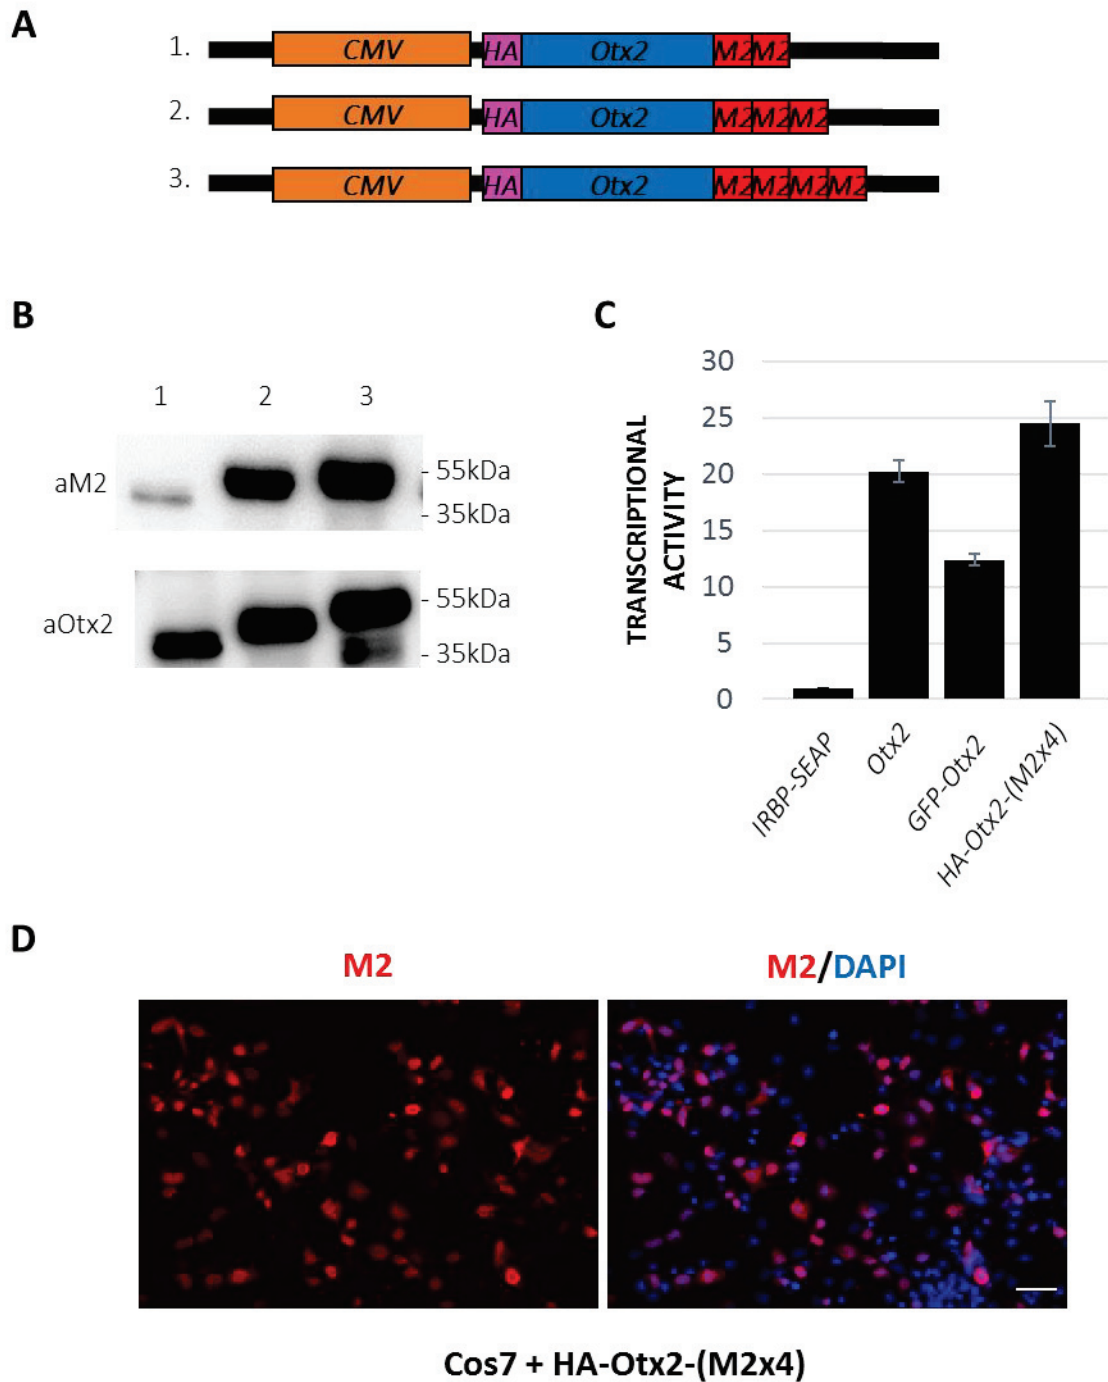 A
1. CMV HA Otx2 M2 M2
2. CMV HA Otx2 M2 M2 M2
3. CMV HA Otx2 M2 M2 M2 M2
B
1 2 3
aM2
- 55kDa
- 35kDa
aOtx2
- 55kDa
- 35kDa
C
TRANSCRIPTIONAL
ACTIVITY
30
25
20
15
10
5
0
IRBP-SEAP
Otx2
GFP-Otx2
HA-Otx2-(M2x4)
D
M2 M2/DAPI
Cos7 + HA-Otx2-(M2x4)